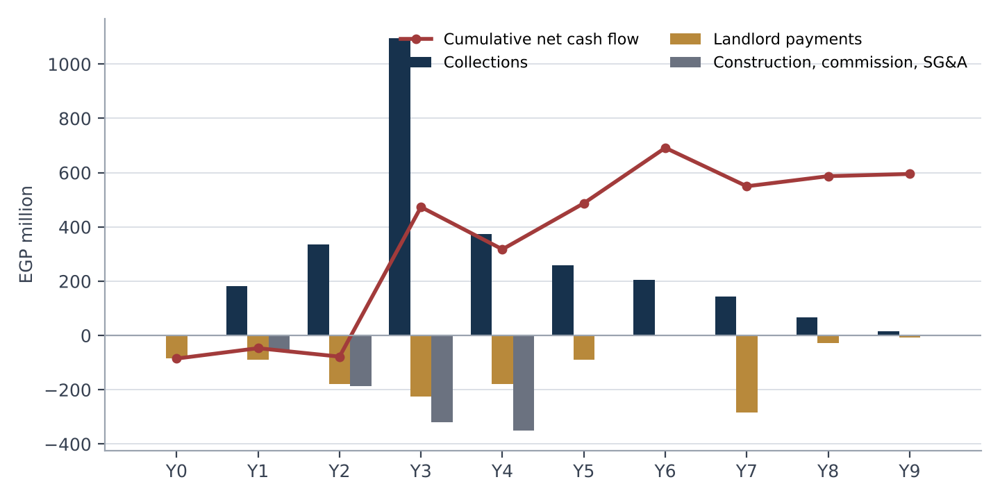 Cumulative net cash flow
Collections
Landlord payments
Construction, commission, SG&A
EGP million
1000
800
600
400
200
0
−200
−400
Y0 Y1 Y2 Y3 Y4 Y5 Y6 Y7 Y8 Y9